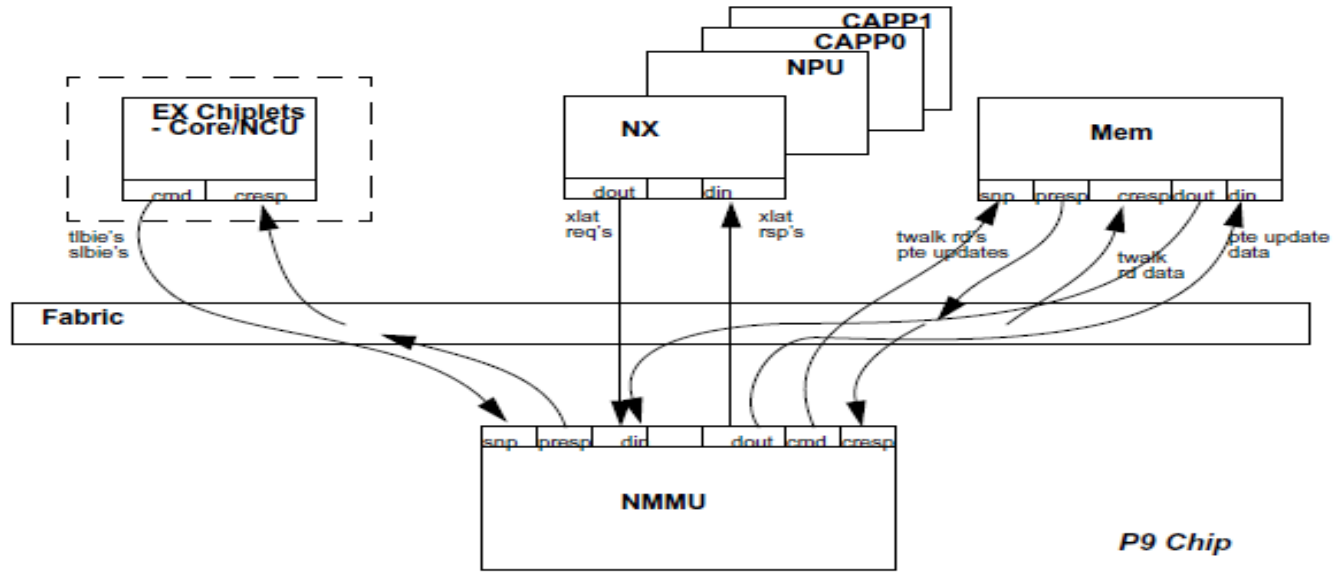 CAPP1
CAPP0
NPU
EX Chiplets
- Core/NCU
NX
Mem
cmd cresp
dout din
snp presp cresp dout din
tlbie's
slbie's
xlat
req's
xlat
rsp's
twalk rd's
pte updates
twalk
rd data
pte update
data
Fabric
snp presp din dout cmd cresp
NMMU
P9 Chip